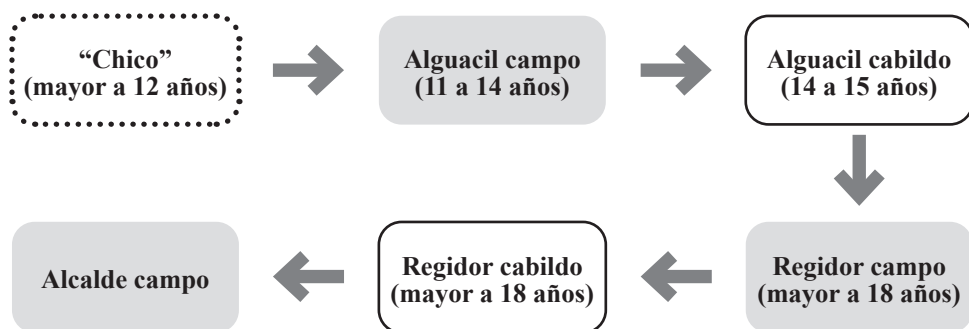 “Chico”
(mayor a 12 años)
Alguacil campo
(11 a 14 años)
Alguacil cabildo
(14 a 15 años)
Regidor campo
(mayor a 18 años)
Regidor cabildo
(mayor a 18 años)
Alcalde campo